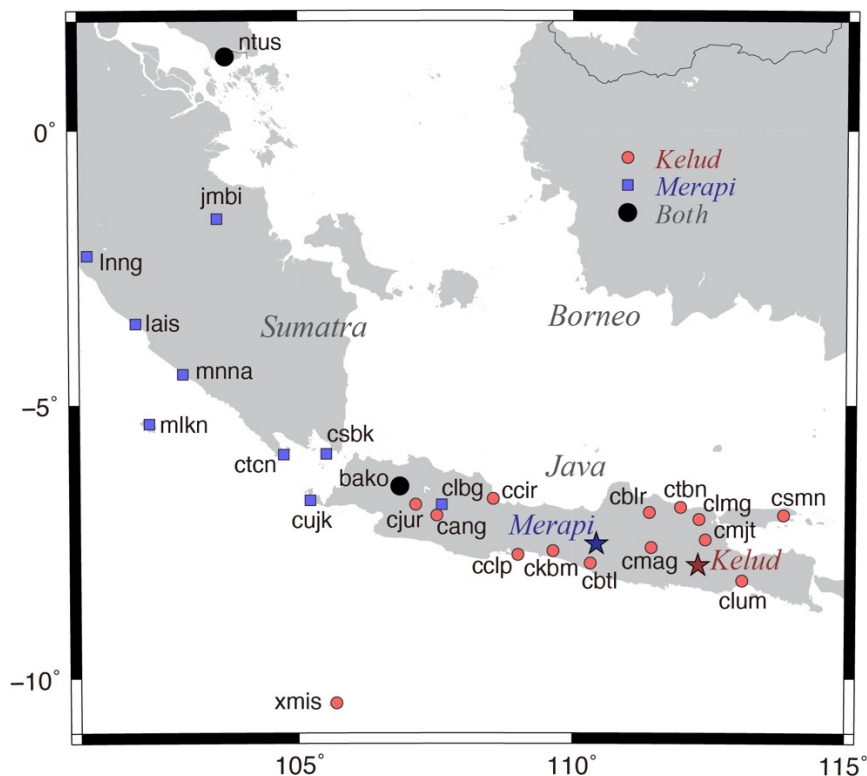 ntus
0°
Kelud
Merapi
Both
jmbi
lnng
lais
Sumatra
Borneo
mnna
−5°
mlkn
csbk
ctcn
bako
clbg
ccir
Java
cblr
ctbn
clmg
csmn
cujk
cjur
cang
Merapi
cmjt
cclp
ckbm
cbtl
cmag
Kelud
clum
−10°
xmis
105°
110°
115°